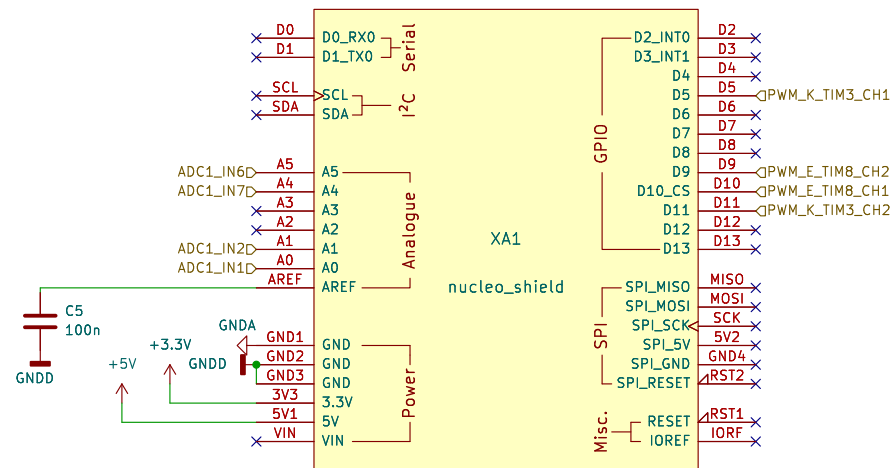 D0 D0_RX0 Serial D2_INT0 D2
D1 D1_TX0 D3_INT1 D3
D4 D4
SCL SCL I²C D5 D5 PWM_K_TIM3_CH1
SDA SDA D6 D6
GPIO D7 D7
D8 D8
ADC1_IN6 A5 A5 Analogue D9 D9 PWM_E_TIM8_CH2
ADC1_IN7 A4 A4 D10_CS D10 PWM_E_TIM8_CH1
A3 A3 D11 D11 PWM_K_TIM3_CH2
A2 A2 XA1 D12 D12
ADC1_IN2 A1 A1 D13 D13
ADC1_IN1 A0 A0
AREF AREF nucleo_shield SPI_MISO MISO
C5 SPI_MOSI MOSI
100n GNDA SPI SPI_SCK SCK
+3.3V GND1 GND SPI_5V 5V2
GNDD +5V GNDD GND2 GND SPI_GND GND4
GND3 GND Power SPI_RESET RST2
3V3 3.3V
5V1 5V Misc. RESET RST1
VIN VIN IOREF IORF